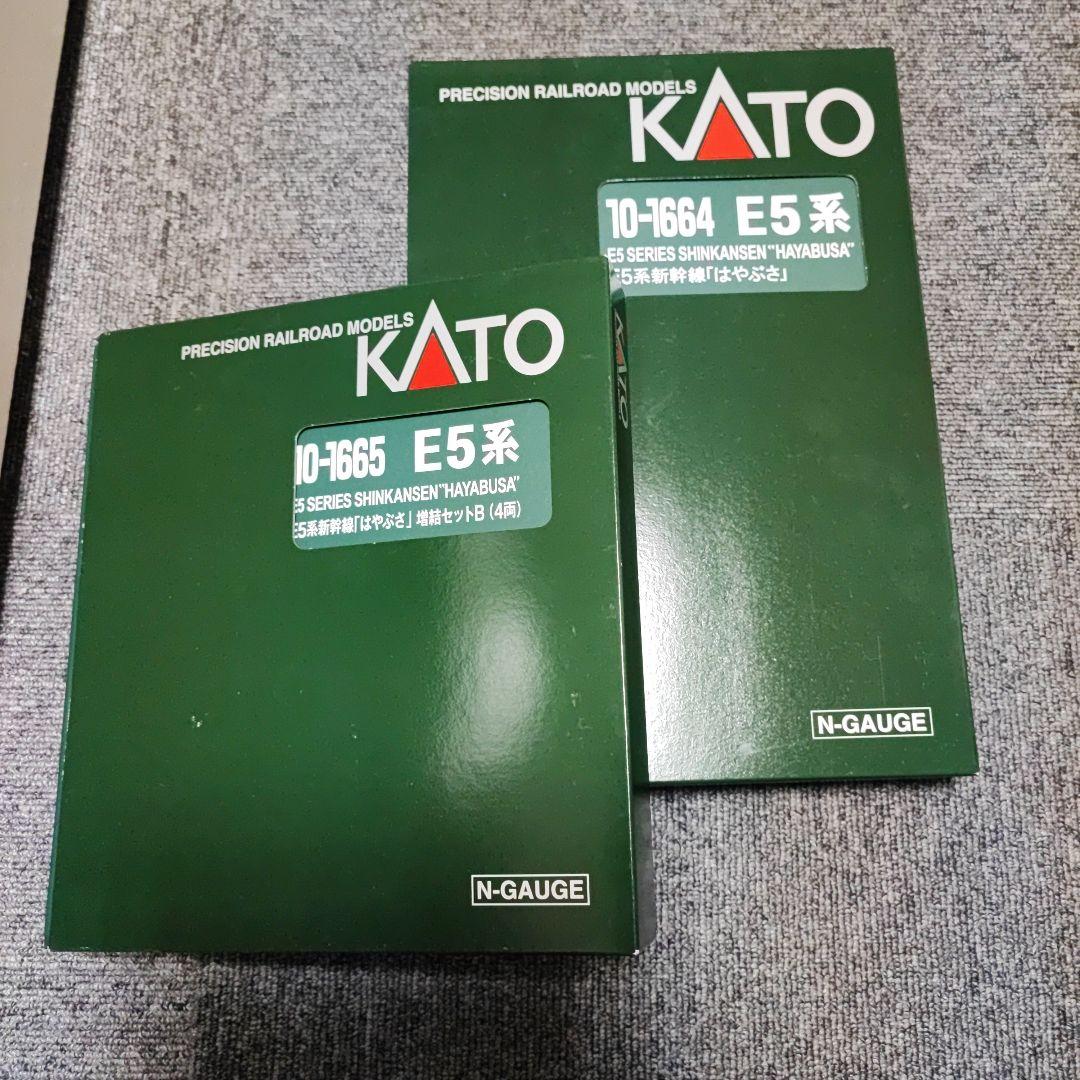 PRECISION RAILROAD MODELS
KATO
10-1664 E5系
E5 SERIES SHINKANSEN "HAYABUSA"
E5系新幹線「はやぶさ」
N-GAUGE
PRECISION RAILROAD MODELS
KATO
KATO
10-1665 E5系
E5 SERIES SHINKANSEN "HAYABUSA"
E5系新幹線「はやぶさ」増結セットB(4両)
N-GAUGE